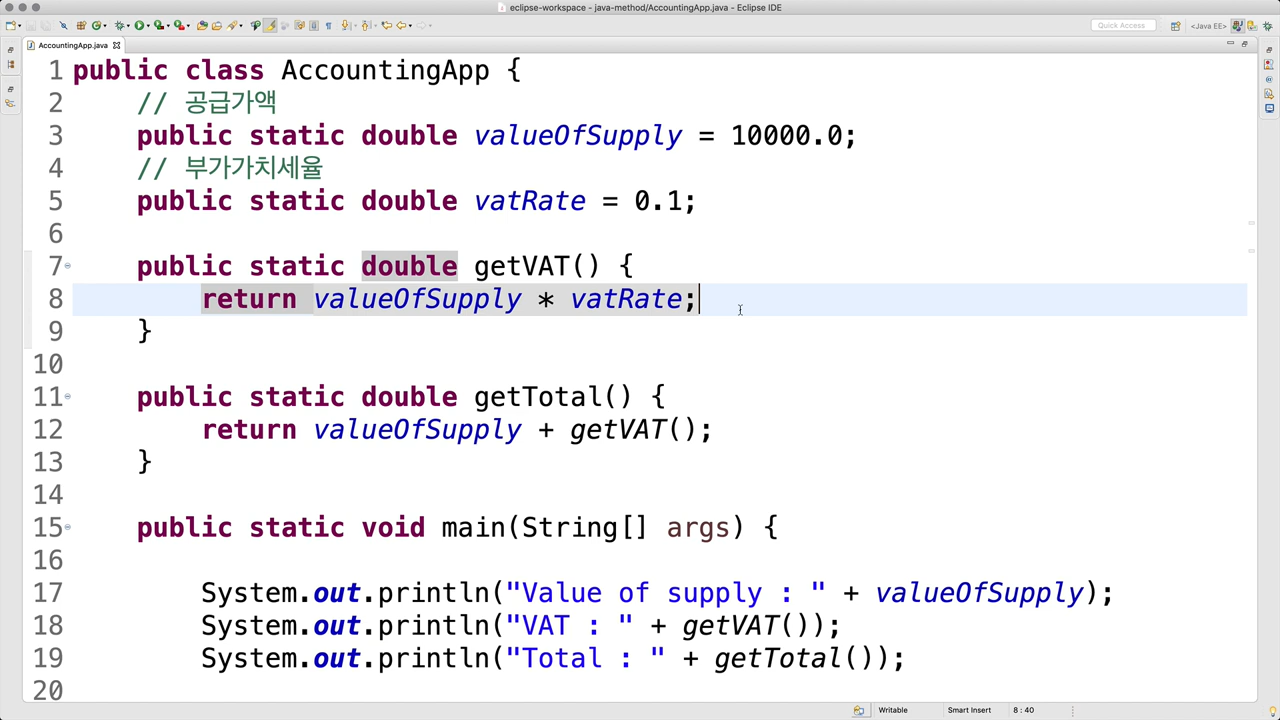 eclipse-workspace - java-method/AccountingApp.java - Eclipse IDE
Quick Access
<Java EE>
AccountingApp.java
1 public class AccountingApp {
2 // 공급가액
3 public static double valueOfSupply = 10000.0;
4 // 부가가치세율
5 public static double vatRate = 0.1;
6
7 public static double getVAT() {
8 return valueOfSupply * vatRate;
9 }
10
11 public static double getTotal() {
12 return valueOfSupply + getVAT();
13 }
14
15 public static void main(String[] args) {
16
17 System.out.println("Value of supply : " + valueOfSupply);
18 System.out.println("VAT : " + getVAT());
19 System.out.println("Total : " + getTotal());
20
Writable
Smart Insert
8 : 40